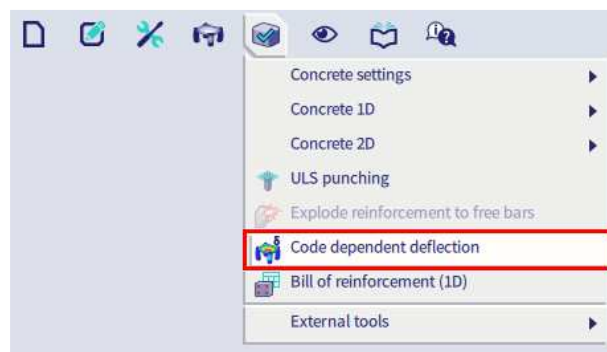 Concrete settings
Concrete 1D
Concrete 2D
ULS punching
Explode reinforcement to free bars
Code dependent deflection
Bill of reinforcement (1D)
External tools